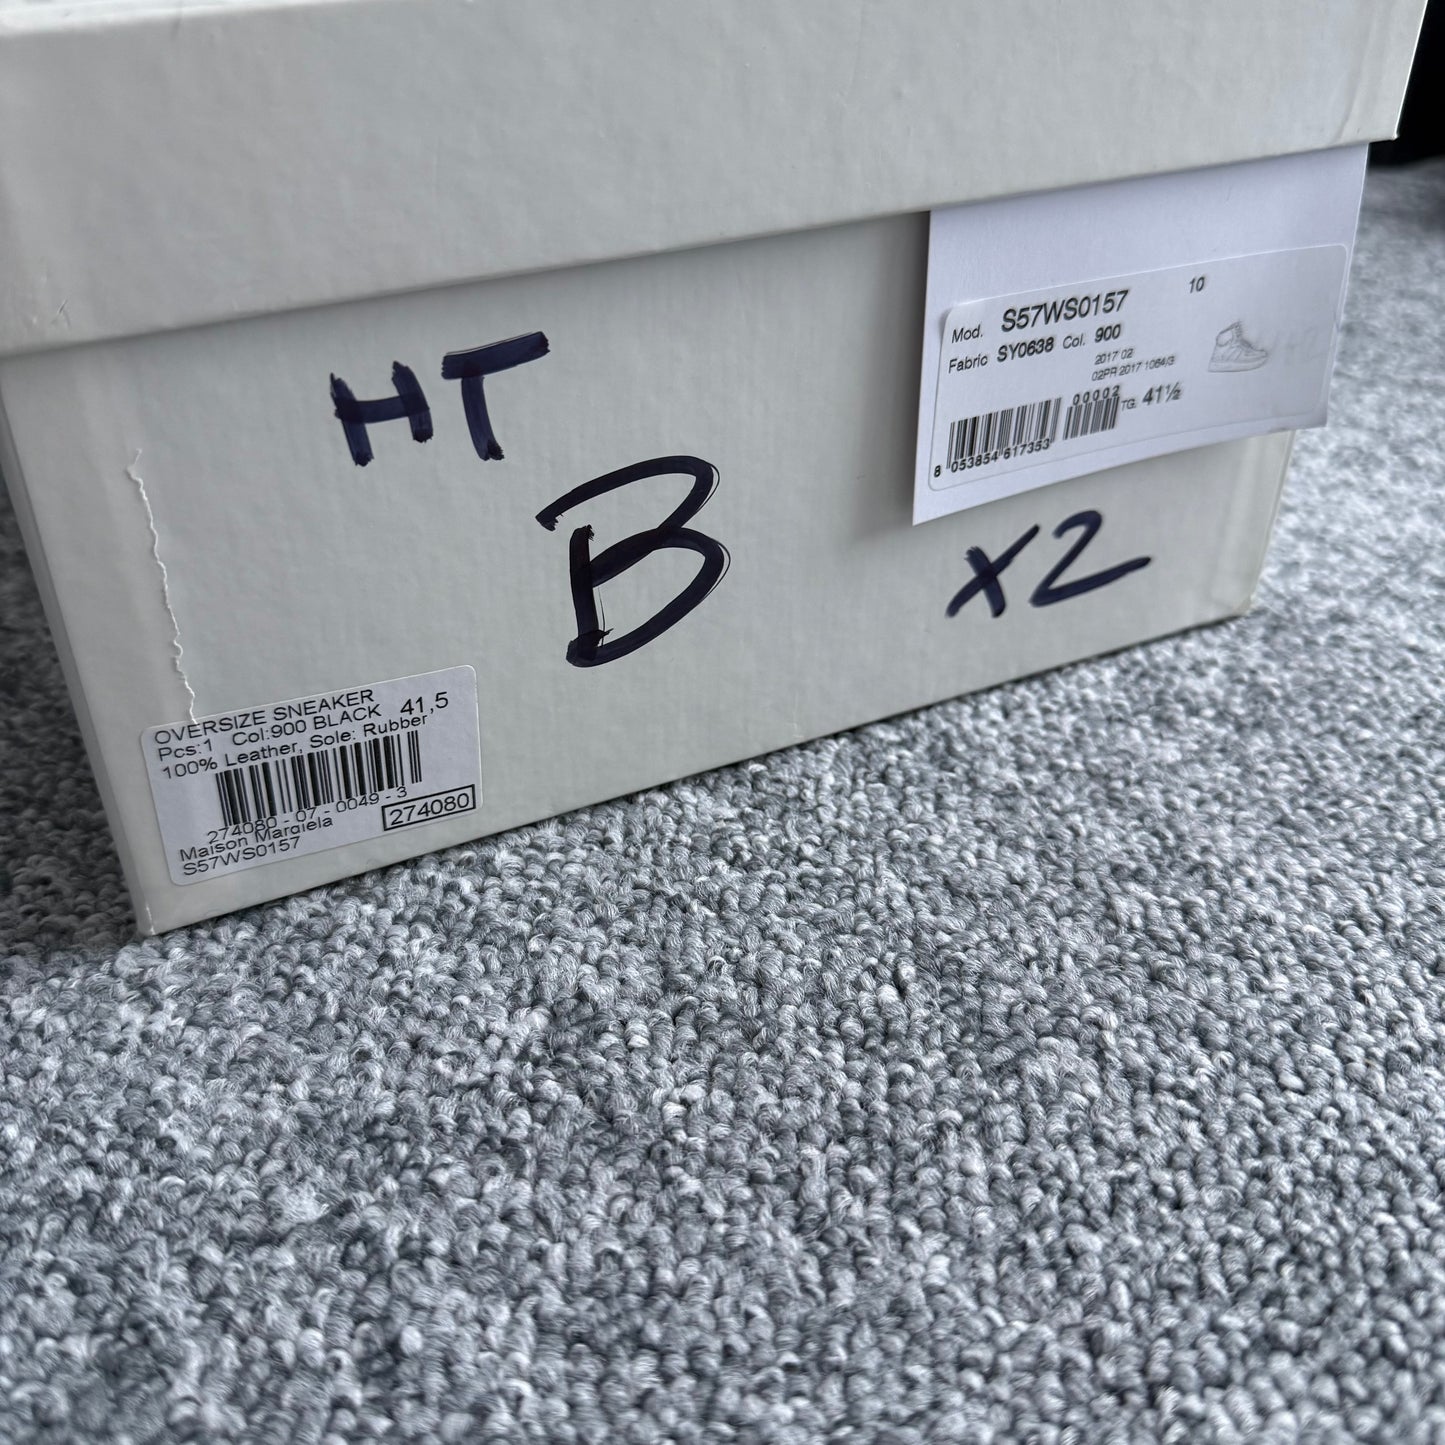 HT
B
X2
Mod. S57WS0157 10
Fabric SY0638 Col. 900
2017 02
02PR 2017 1064/3
00002
TG. 41½
8 053854 617353
OVERSIZE SNEAKER
Pcs:1 Col:900 BLACK 41,5
100% Leather, Sole: Rubber
274080 - 07 - 0049 - 3
Maison Margiela 274080
S57WS0157